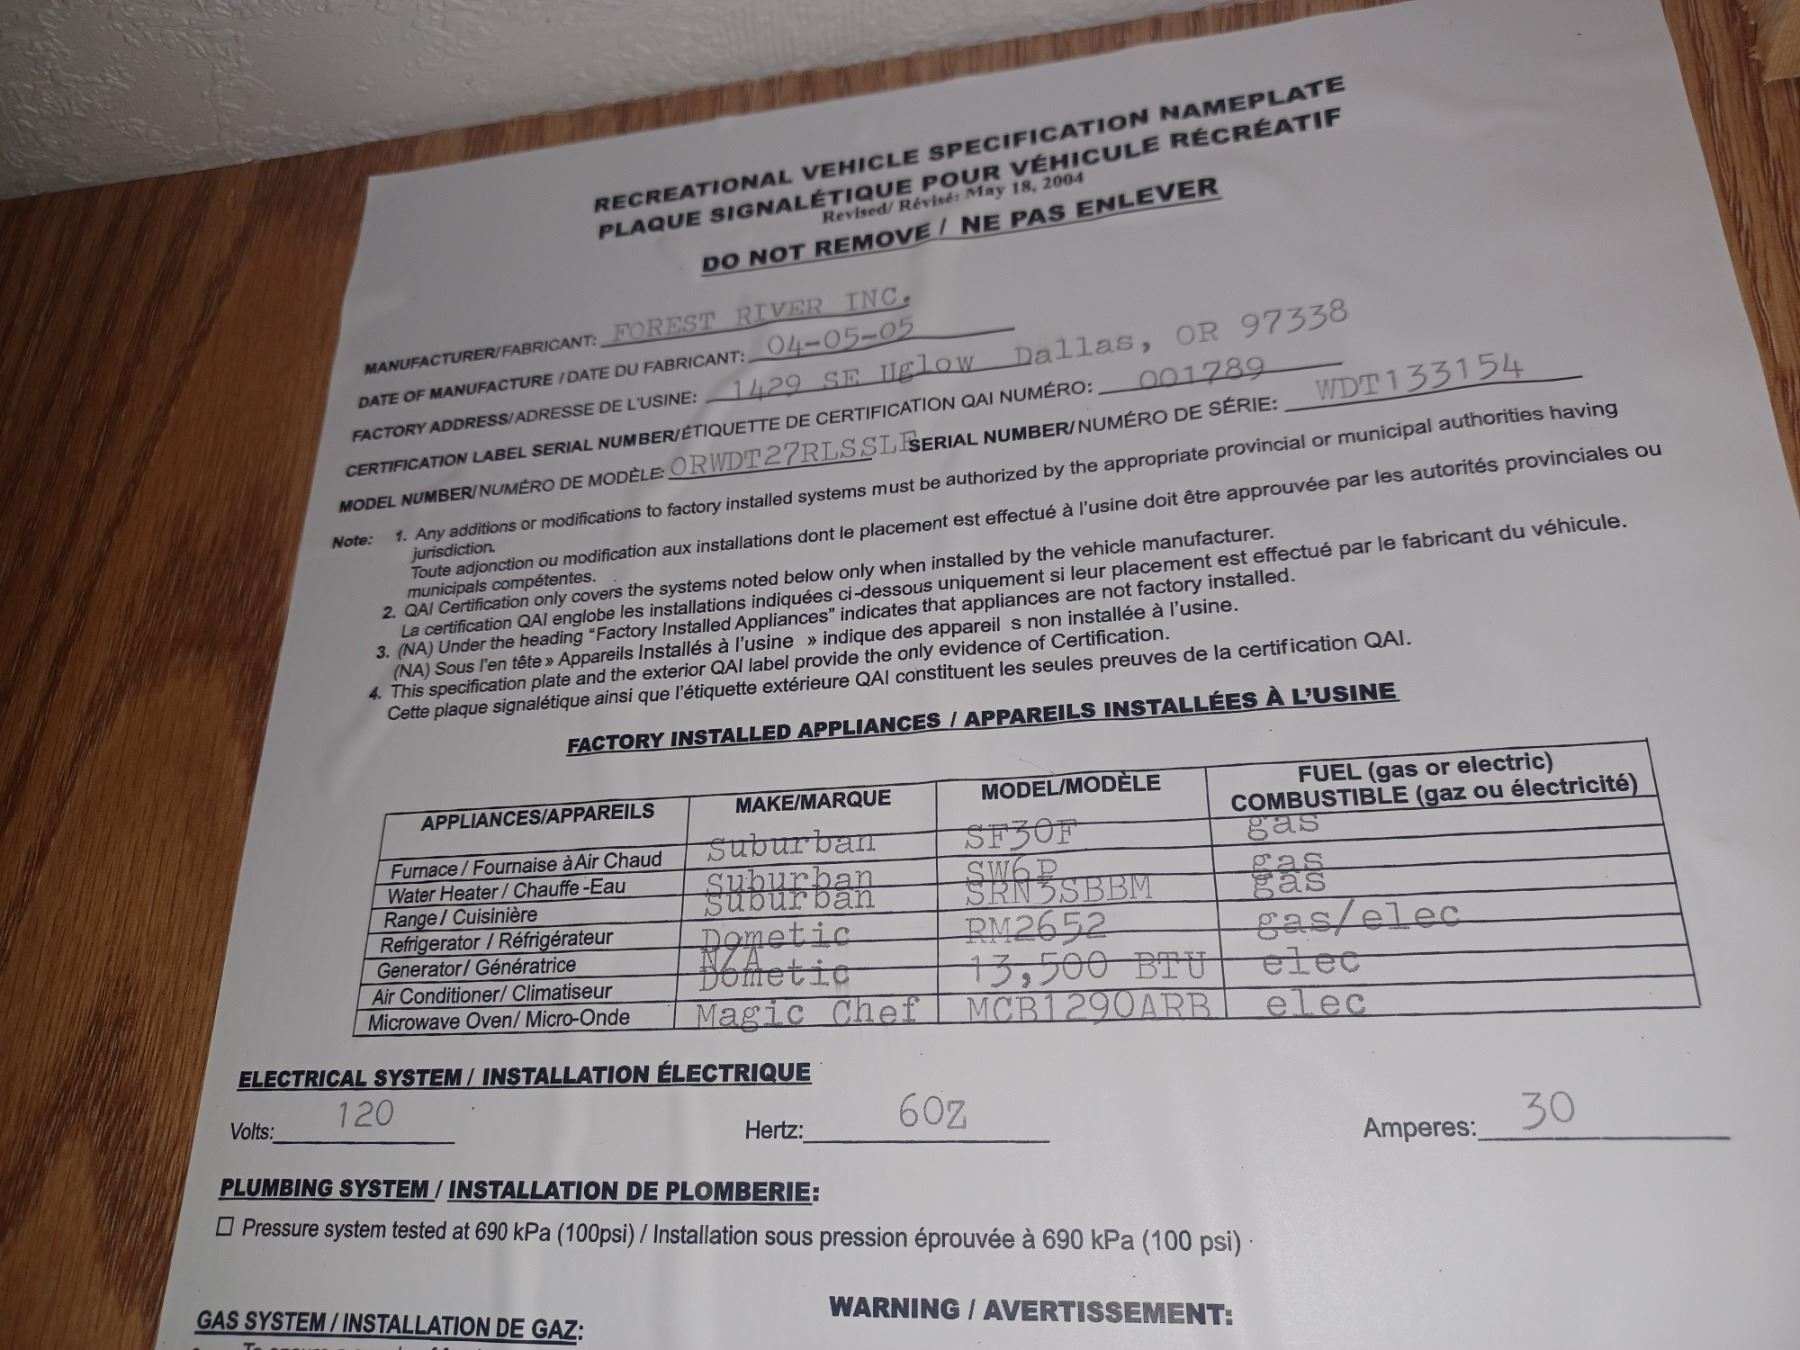 RECREATIONAL VEHICLE SPECIFICATION NAMEPLATE
PLAQUE SIGNALÉTIQUE POUR VÉHICULE RÉCRÉATIF
Revised/ Révisé: May 18, 2004
DO NOT REMOVE / NE PAS ENLEVER
MANUFACTURER/FABRICANT: FOREST RIVER INC.
DATE OF MANUFACTURE / DATE DU FABRICANT: 04-05-05
FACTORY ADDRESS/ADRESSE DE L'USINE: 1429 SE Uglow Dallas, OR 97338
CERTIFICATION LABEL SERIAL NUMBER/ÉTIQUETTE DE CERTIFICATION QAI NUMÉRO: 001789
MODEL NUMBER/NUMÉRO DE MODÈLE: ORWDT27RLSSLF SERIAL NUMBER/NUMÉRO DE SÉRIE: WDT133154
Note: 1. Any additions or modifications to factory installed systems must be authorized by the appropriate provincial or municipal authorities having
jurisdiction.
Toute adjonction ou modification aux installations dont le placement est effectué à l'usine doit être approuvée par les autorités provinciales ou
municipals compétentes.
2. QAI Certification only covers the systems noted below only when installed by the vehicle manufacturer.
La certification QAI englobe les installations indiquées ci-dessous uniquement si leur placement est effectué par le fabricant du véhicule.
3. (NA) Under the heading “Factory Installed Appliances” indicates that appliances are not factory installed.
(NA) Sous l'en tête » Appareils Installés à l'usine » indique des appareil s non installée à l'usine.
4. This specification plate and the exterior QAI label provide the only evidence of Certification.
Cette plaque signalétique ainsi que l'étiquette extérieure QAI constituent les seules preuves de la certification QAI.
FACTORY INSTALLED APPLIANCES / APPAREILS INSTALLÉES À L'USINE
APPLIANCES/APPAREILS MAKE/MARQUE MODEL/MODÈLE FUEL (gas or electric)
COMBUSTIBLE (gaz ou électricité)
Furnace / Fournaise à Air Chaud Suburban SF30F gas
Water Heater / Chauffe -Eau Suburban SW6P gas
Range / Cuisinière Suburban SRN3SBBM gas
Refrigerator / Réfrigérateur Dometic RM2652 gas/elec
Generator/ Génératrice N/A
Air Conditioner/ Climatiseur Dometic 13,500 BTU elec
Microwave Oven/ Micro-Onde Magic Chef MCB1290ARB elec
ELECTRICAL SYSTEM / INSTALLATION ÉLECTRIQUE
Volts: 120 Hertz: 60Z Amperes: 30
PLUMBING SYSTEM / INSTALLATION DE PLOMBERIE:
☐ Pressure system tested at 690 kPa (100psi) / Installation sous pression éprouvée à 690 kPa (100 psi)
WARNING / AVERTISSEMENT:
GAS SYSTEM / INSTALLATION DE GAZ: